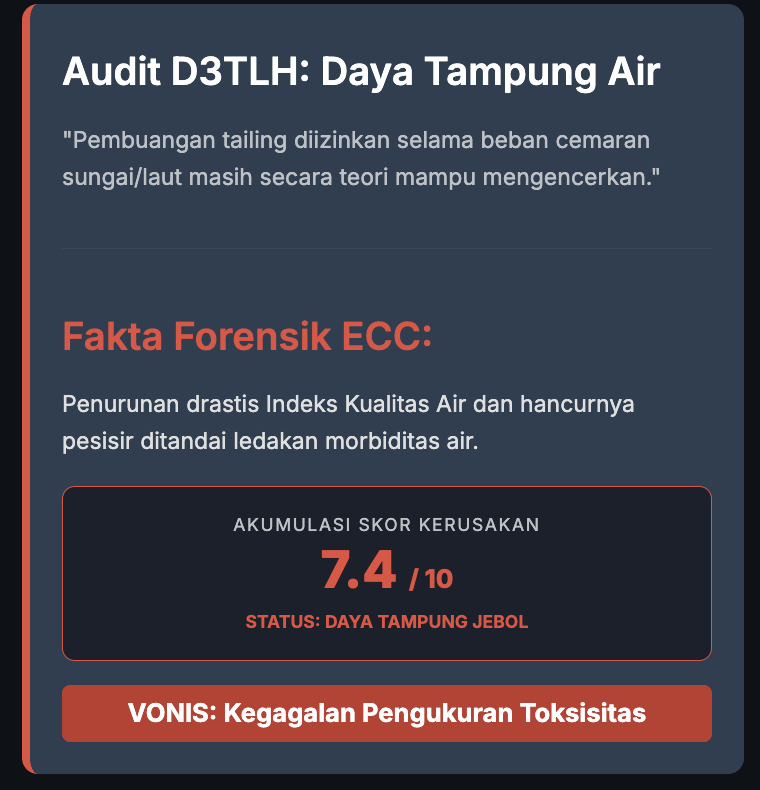 Audit D3TLH: Daya Tampung Air
"Pembuangan tailing diizinkan selama beban cemaran
sungai/laut masih secara teori mampu mengencerkan."
Fakta Forensik ECC:
Penurunan drastis Indeks Kualitas Air dan hancurnya
pesisir ditandai ledakan morbiditas air.
AKUMULASI SKOR KERUSAKAN
7.4 / 10
STATUS: DAYA TAMPUNG JEBOL
VONIS: Kegagalan Pengukuran Toksisitas